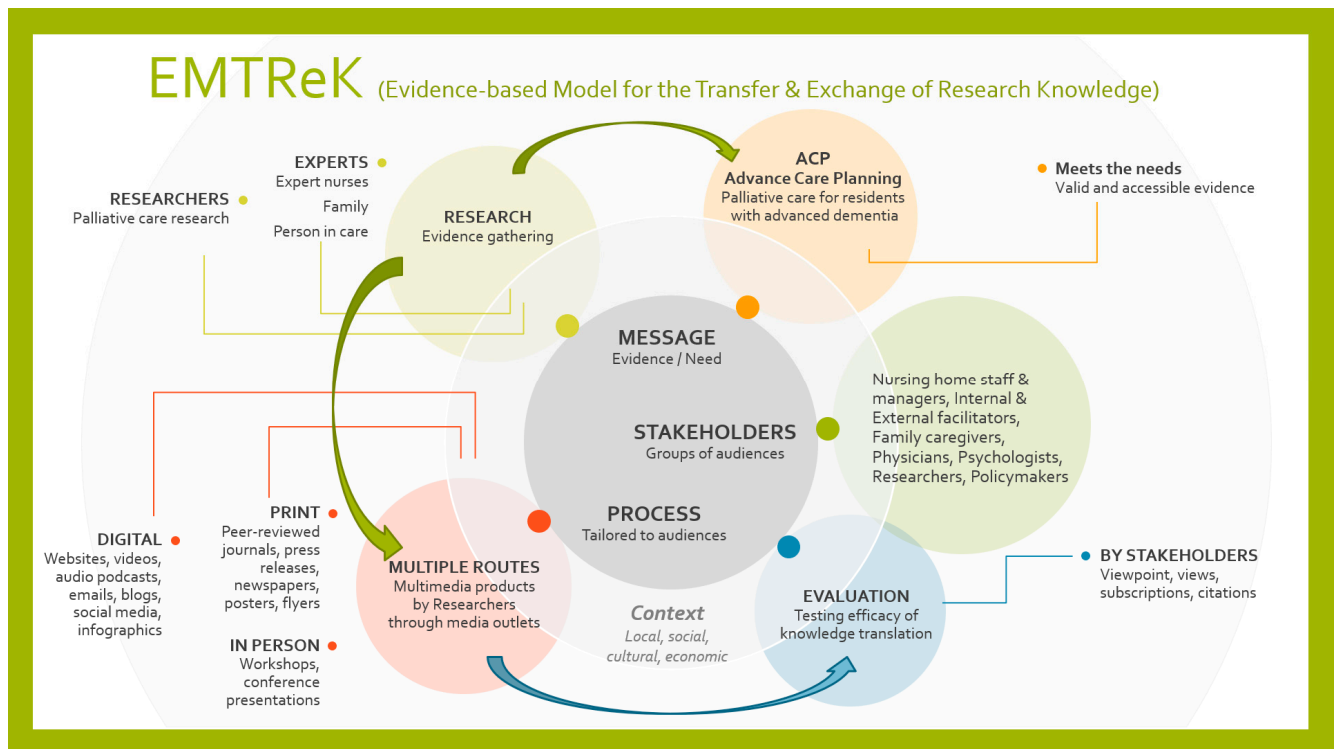 EMTReK (Evidence-based Model for the Transfer & Exchange of Research Knowledge)
EXPERTS
Expert nurses
Family
Person in care
RESEARCHERS
Palliative care research
RESEARCH
Evidence gathering
ACP
Advance Care Planning
Palliative care for residents
with advanced dementia
Meets the needs
Valid and accessible evidence
MESSAGE
Evidence / Need
STAKEHOLDERS
Groups of audiences
PROCESS
Tailored to audiences
Nursing home staff &
managers, Internal &
External facilitators,
Family caregivers,
Physicians, Psychologists,
Researchers, Policymakers
DIGITAL
Websites, videos,
audio podcasts,
emails, blogs,
social media,
infographics
PRINT
Peer-reviewed
journals, press
releases,
newspapers,
posters, flyers
IN PERSON
Workshops,
conference
presentations
MULTIPLE ROUTES
Multimedia products
by Researchers
through media outlets
Context
Local, social,
cultural, economic
EVALUATION
Testing efficacy of
knowledge translation
BY STAKEHOLDERS
Viewpoint, views,
subscriptions, citations